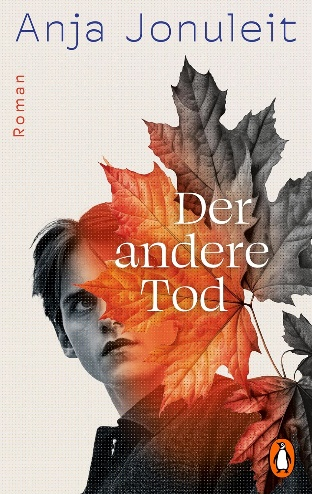 Anja Jonuleit
Roman
Der
andere
Tod